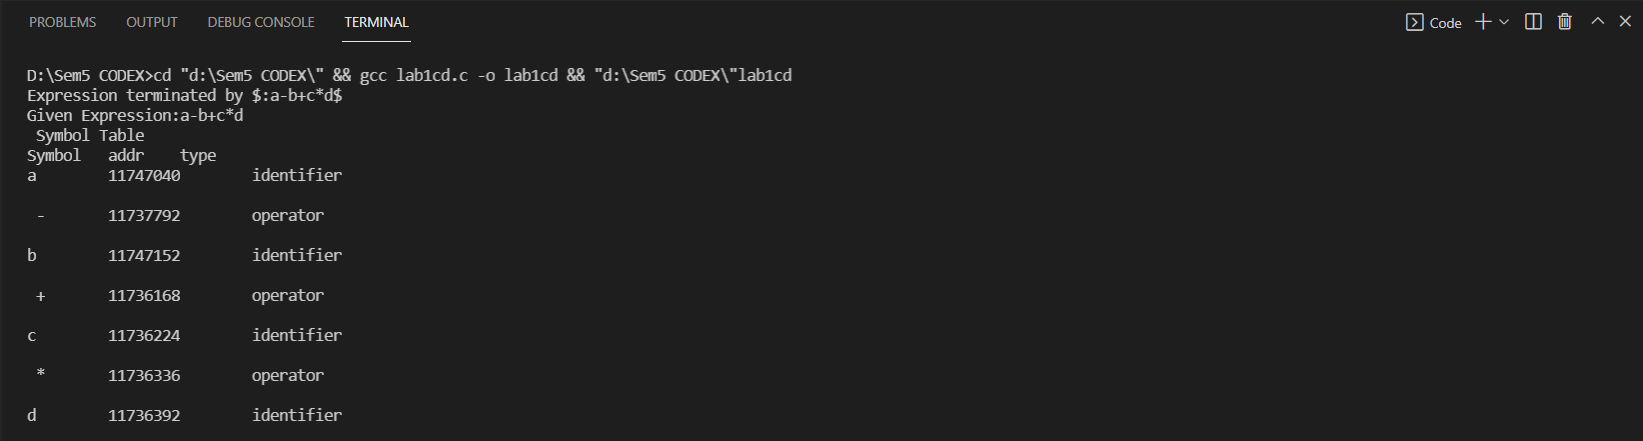 PROBLEMS OUTPUT DEBUG CONSOLE TERMINAL Code
D:\Sem5 CODEX>cd "d:\Sem5 CODEX\" && gcc lab1cd.c -o lab1cd && "d:\Sem5 CODEX\"lab1cd
Expression terminated by $:a-b+c*d$
Given Expression:a-b+c*d
 Symbol Table
Symbol   addr    type
a        11747040        identifier
 -       11737792        operator
b        11747152        identifier
 +       11736168        operator
c        11736224        identifier
 *       11736336        operator
d        11736392        identifier